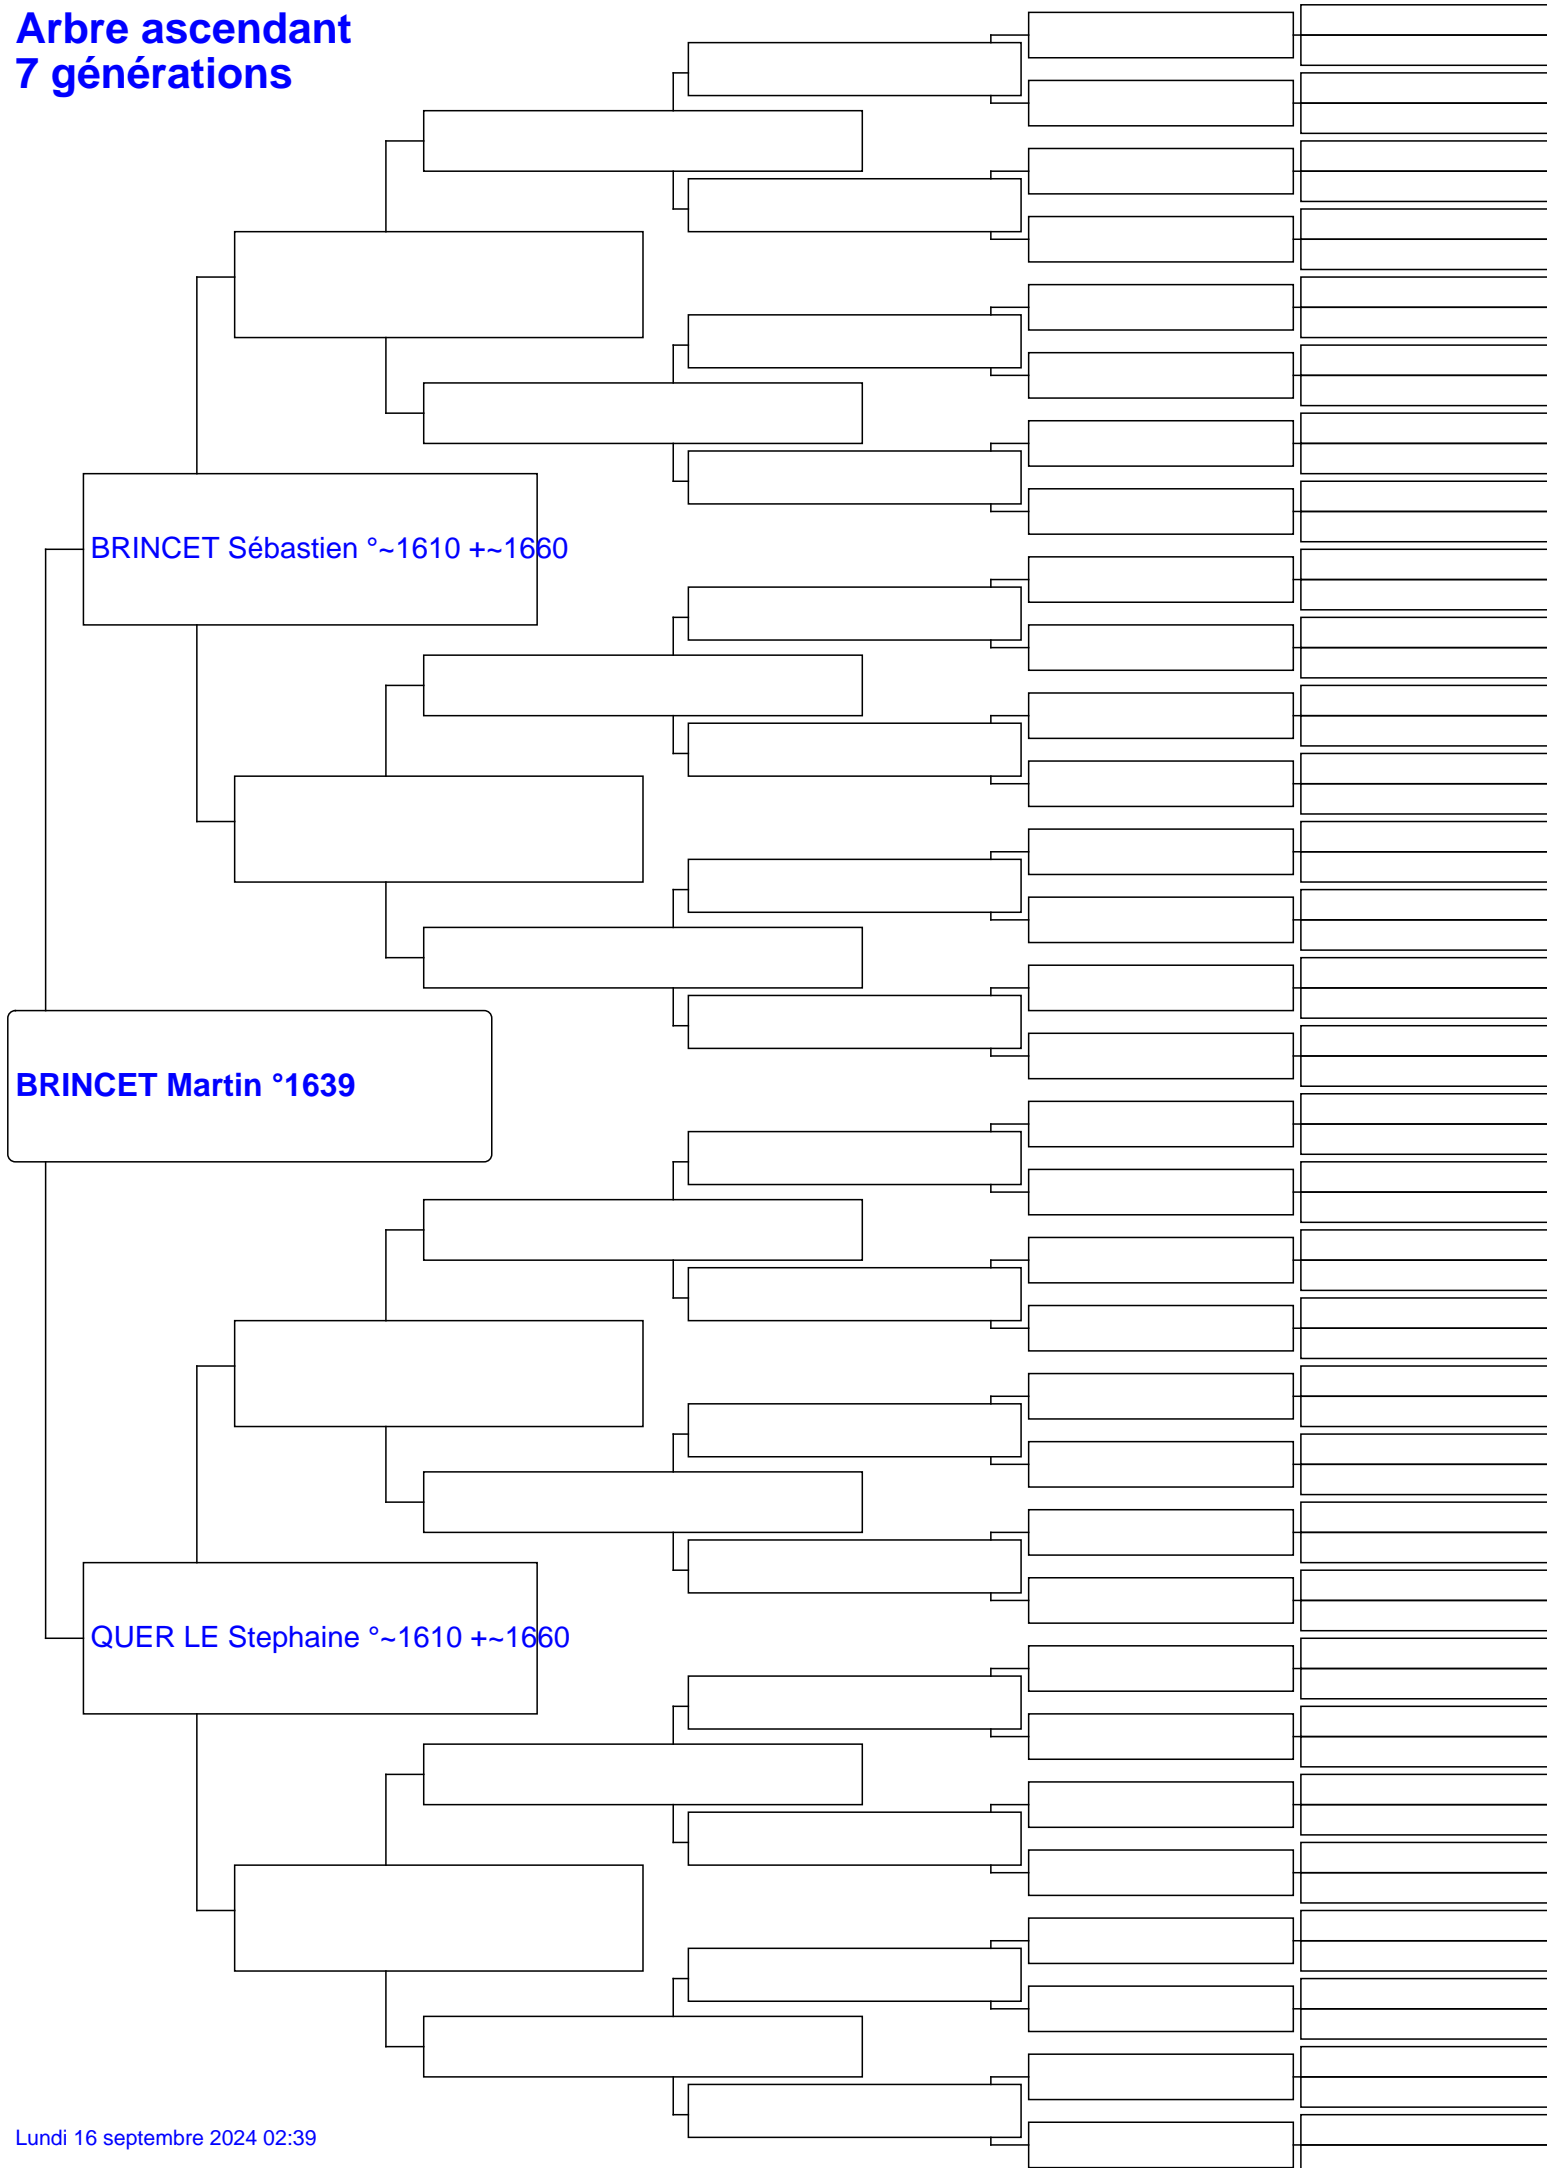 Arbre ascendant
7 générations
BRINCET Sébastien °~1610 +~1660
BRINCET Martin °1639
QUER LE Stephaine °~1610 +~1660
Lundi 16 septembre 2024 02:39